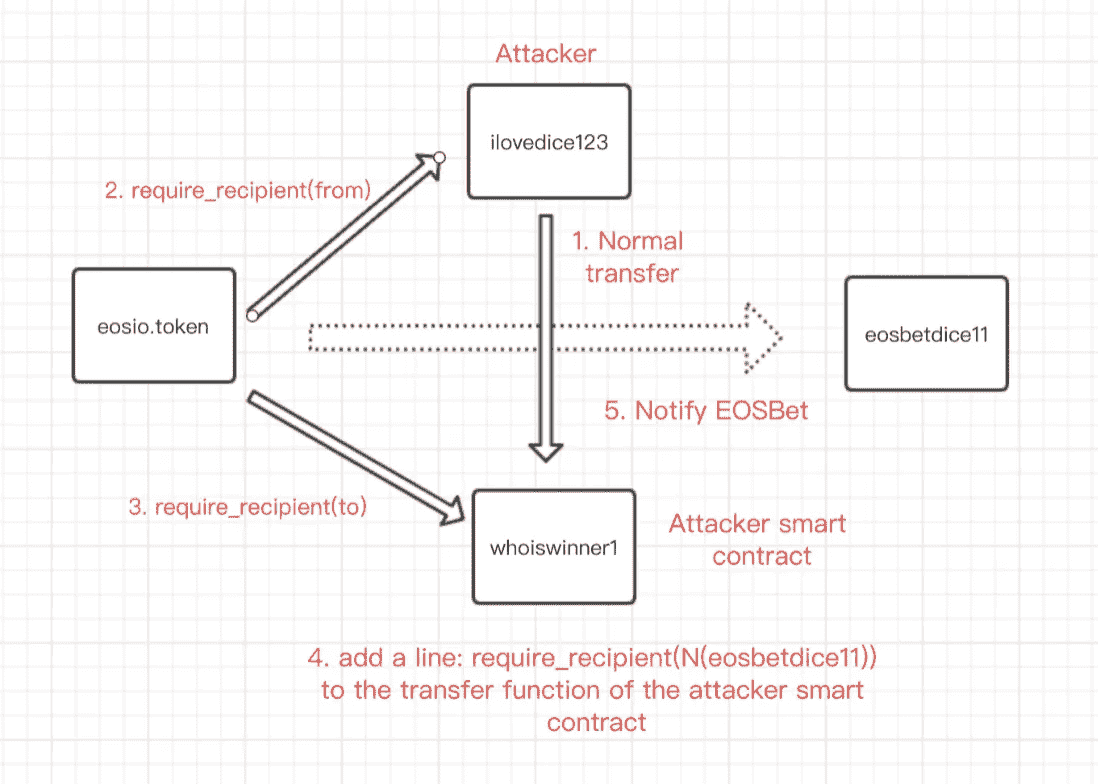 Attacker
ilovedice123
2. require_recipient(from)
1. Normal
transfer
eosio.token
eosbetdice11
5. Notify EOSBet
3. require_recipient(to)
Attacker smart
contract
whoiswinner1
4. add a line: require_recipient(N(eosbetdice11))
to the transfer function of the attacker smart
contract